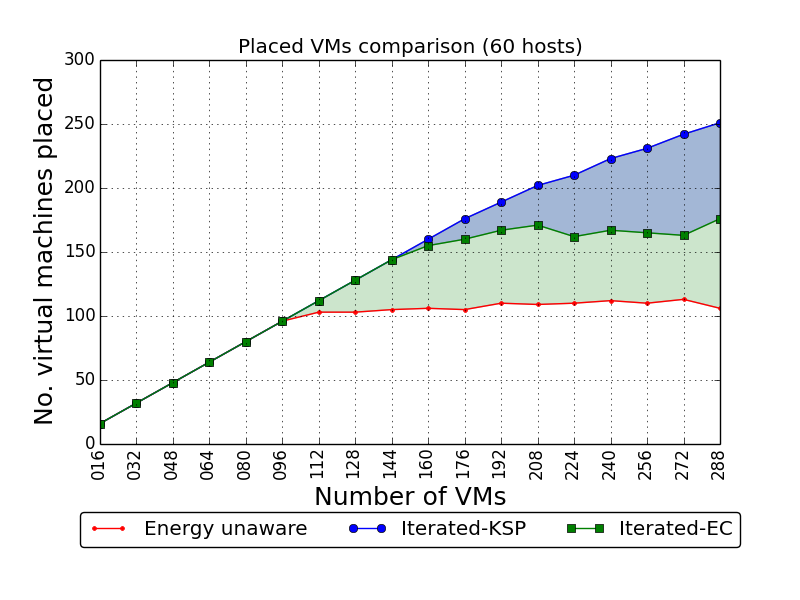 Placed VMs comparison (60 hosts)
No. virtual machines placed
300
250
200
150
100
50
0
016 032 048 064 080 096 112 128 144 160 176 192 208 224 240 256 272 288
Number of VMs
Energy unaware Iterated-KSP Iterated-EC